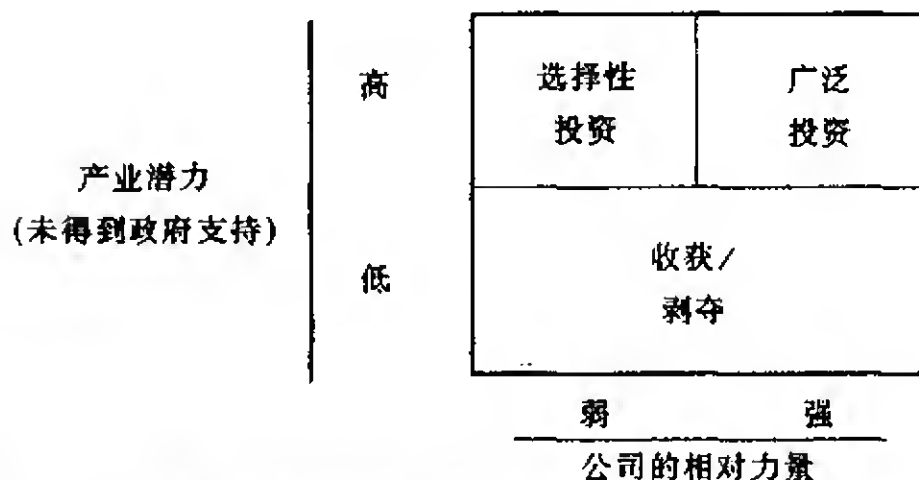 高
选择性
投资
广泛
投资
产业潜力
(未得到政府支持)
低
收获/
剥夺
弱
强
公司的相对力量